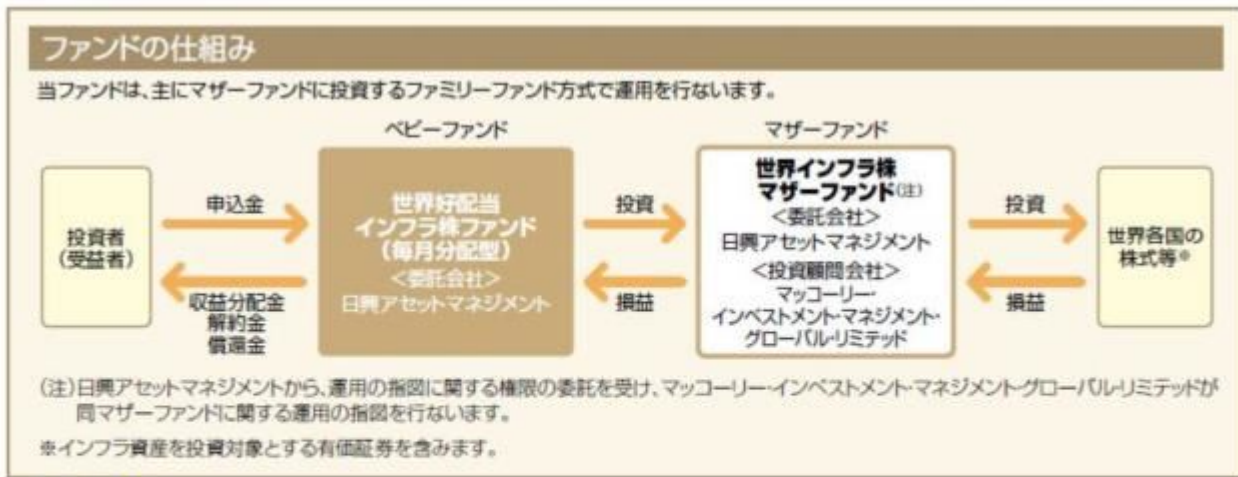 ファンドの仕組み
当ファンドは、主にマザーファンドに投資するファミリーファンド方式で運用を行ないます。
ベビーファンド
マザーファンド
投資者
(受益者)
申込金
収益分配金
解約金
償還金
世界好配当
インフラ株ファンド
(毎月分配型)
<委託会社>
日興アセットマネジメント
投資
損益
世界インフラ株
マザーファンド(注)
<委託会社>
日興アセットマネジメント
<投資顧問会社>
マッコーリー・
インベストメント・マネジメント・
グローバル・リミテッド
投資
損益
世界各国の
株式等※
(注)日興アセットマネジメントから、運用の指図に関する権限の委託を受け、マッコーリー・インベストメント・マネジメント・グローバル・リミテッドが
同マザーファンドに関する運用の指図を行ないます。
※インフラ資産を投資対象とする有価証券を含みます。